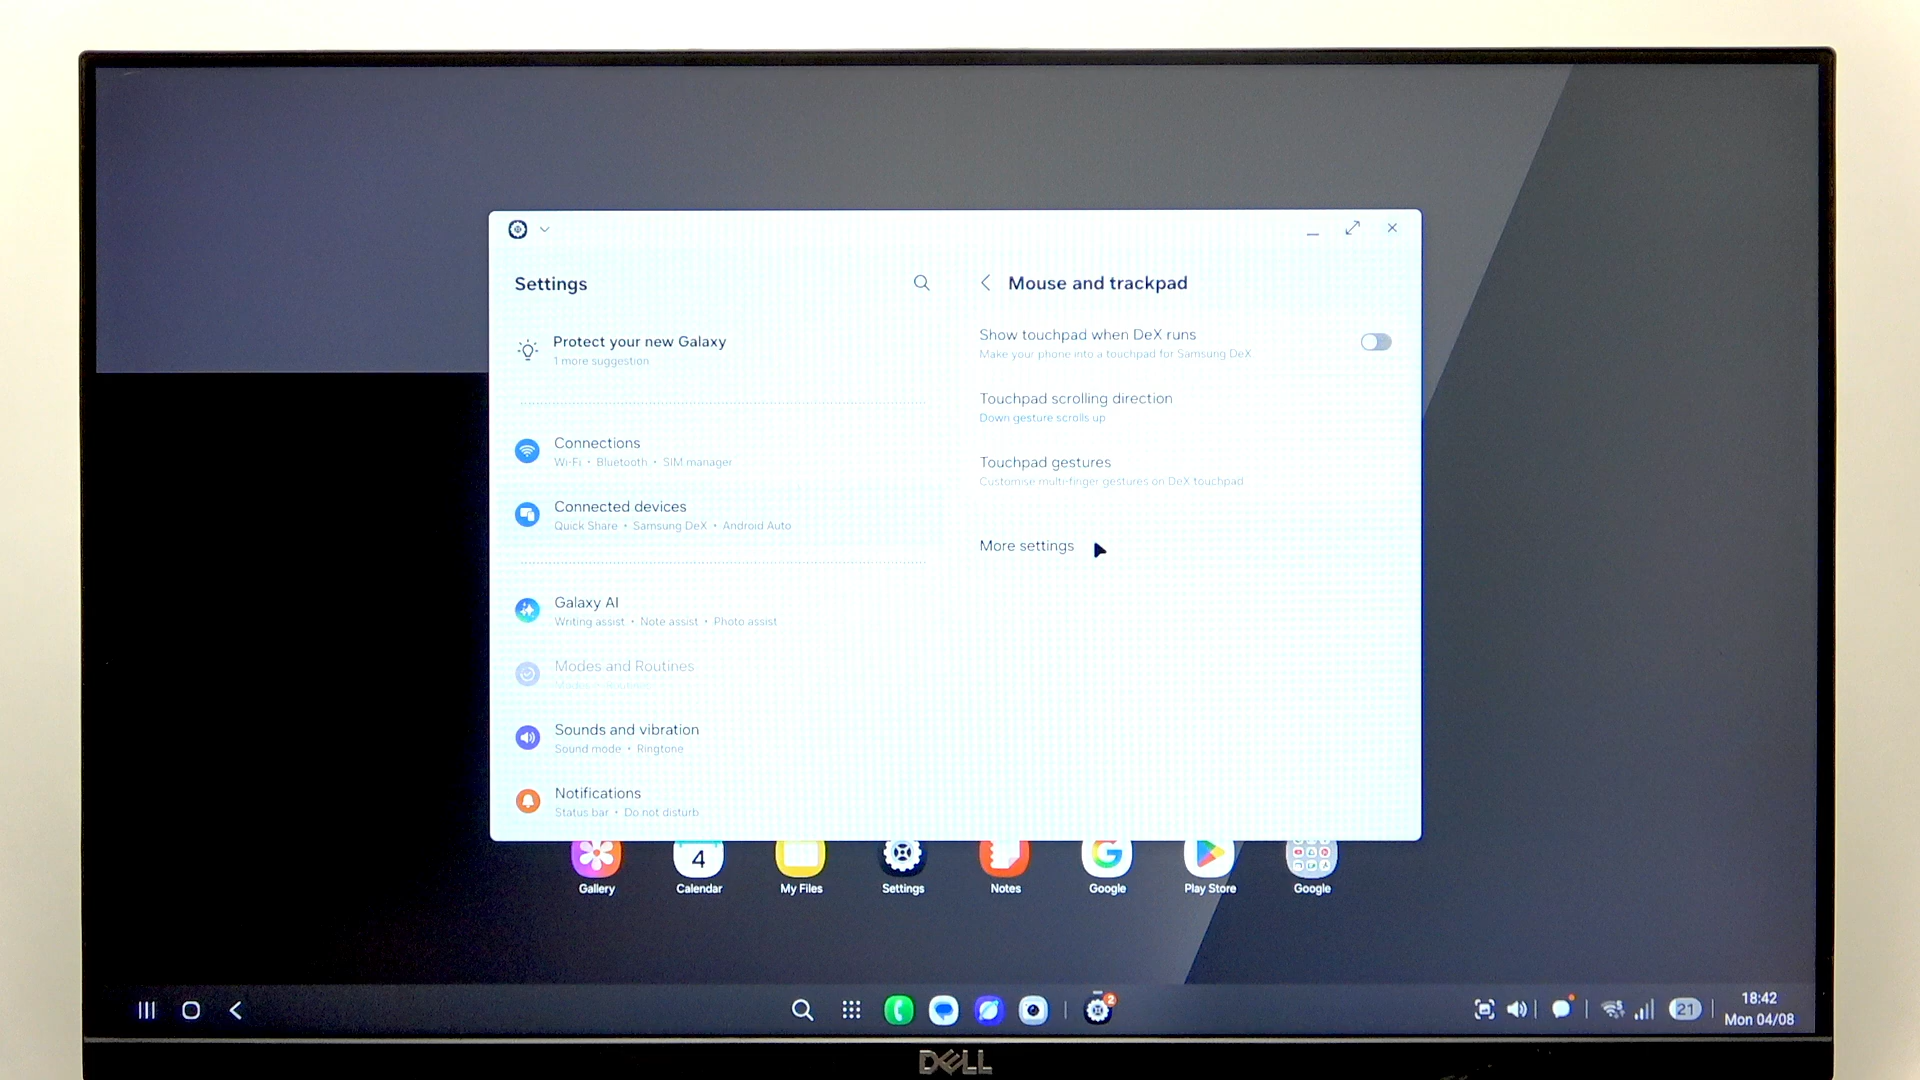 Settings
Protect your new Galaxy
1 more suggestion
Connections
Wi-Fi • Bluetooth • SIM manager
Connected devices
Quick Share • Samsung DeX • Android Auto
Galaxy AI
Writing assist • Note assist • Photo assist
Modes and Routines
Modes • Routines
Sounds and vibration
Sound mode • Ringtone
Notifications
Status bar • Do not disturb
Mouse and trackpad
Show touchpad when DeX runs
Make your phone into a touchpad for Samsung DeX
Touchpad scrolling direction
Down gesture scrolls up
Touchpad gestures
Customise multi-finger gestures on DeX touchpad
More settings
4
G
Gallery
Calendar
My Files
Settings
Notes
Google
Play Store
Google
2
21
18:42
Mon 04/08
DELL